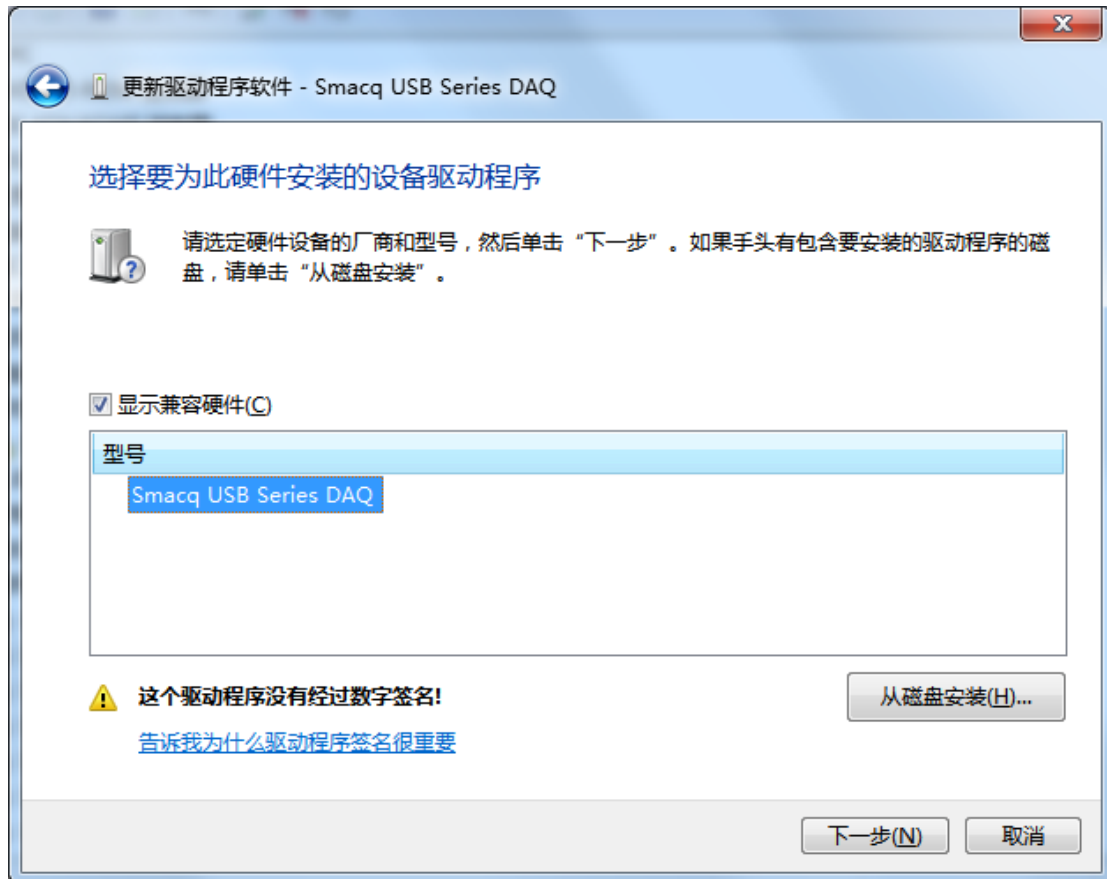 更新驱动程序软件 - Smacq USB Series DAQ
选择要为此硬件安装的设备驱动程序
请选定硬件设备的厂商和型号，然后单击“下一步”。如果手头有包含要安装的驱动程序的磁
盘，请单击“从磁盘安装”。
显示兼容硬件(C)
型号
Smacq USB Series DAQ
这个驱动程序没有经过数字签名!
从磁盘安装(H)...
告诉我为什么驱动程序签名很重要
下一步(N)
取消